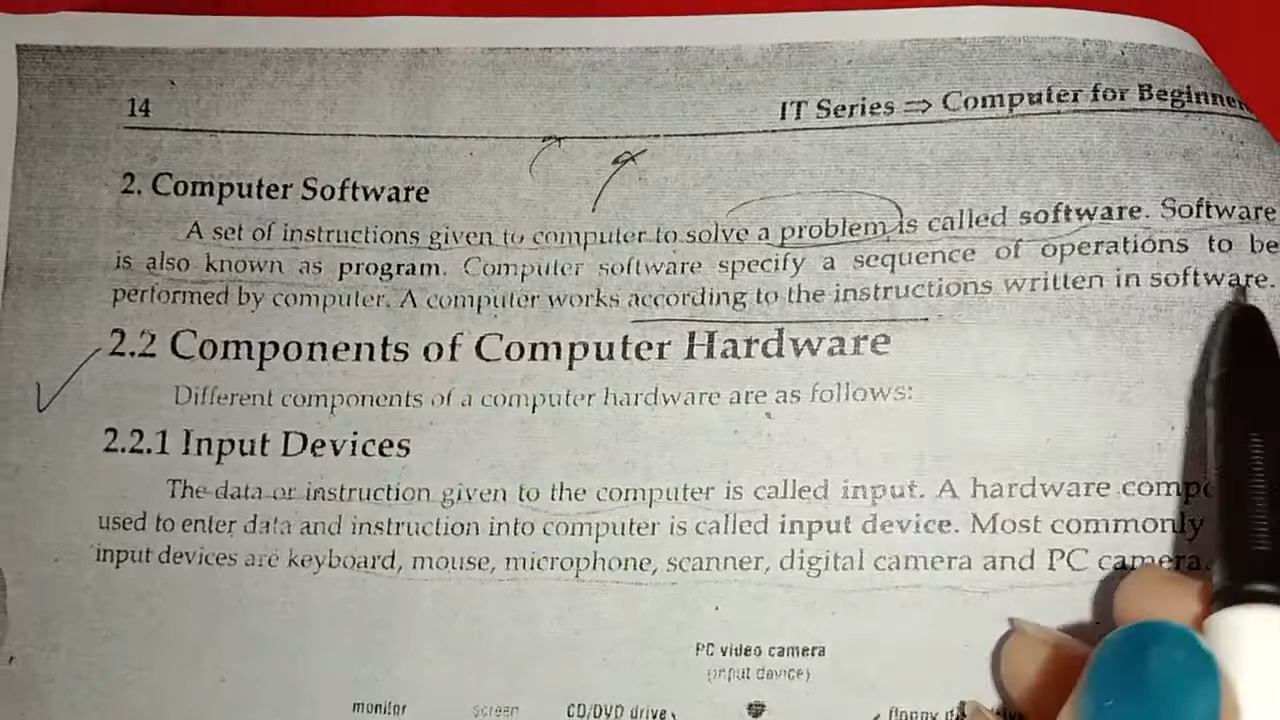 14
IT Series ⇒ Computer for Beginner
2. Computer Software
A set of instructions given to computer to solve a problem is called software. Software
is also known as program. Computer software specify a sequence of operations to be
performed by computer. A computer works according to the instructions written in software.
2.2 Components of Computer Hardware
Different components of a computer hardware are as follows:
2.2.1 Input Devices
The data or instruction given to the computer is called input. A hardware comp
used to enter data and instruction into computer is called input device. Most commonly
input devices are keyboard, mouse, microphone, scanner, digital camera and PC camera.
PC video camera
(input device)
monitor screen CD/DVD drive